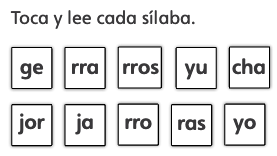 Toca y lee cada sílaba.
ge rra rros yu cha
jor ja rro ras yo